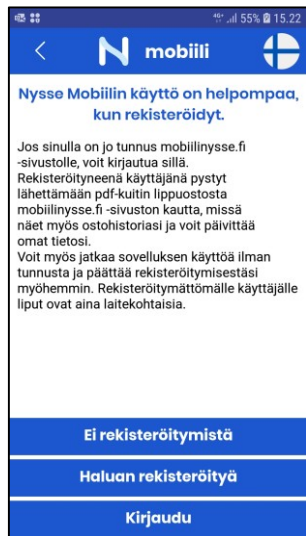 55% 15.22
N mobiili
Nysse Mobiilin käyttö on helpompaa,
kun rekisteröidyt.
Jos sinulla on jo tunnus mobiilinysse.fi
-sivustolle, voit kirjautua sillä.
Rekisteröityneenä käyttäjänä pystyt
lähettämään pdf-kuitin lippuostosta
mobiilinysse.fi -sivuston kautta, missä
näet myös ostohistoriasi ja voit päivittää
omat tietosi.
Voit myös jatkaa sovelluksen käyttöä ilman
tunnusta ja päättää rekisteröitymisestäsi
myöhemmin. Rekisteröitymättömälle käyttäjälle
liput ovat aina laitekohtaisia.
Ei rekisteröitymistä
Haluan rekisteröityä
Kirjaudu